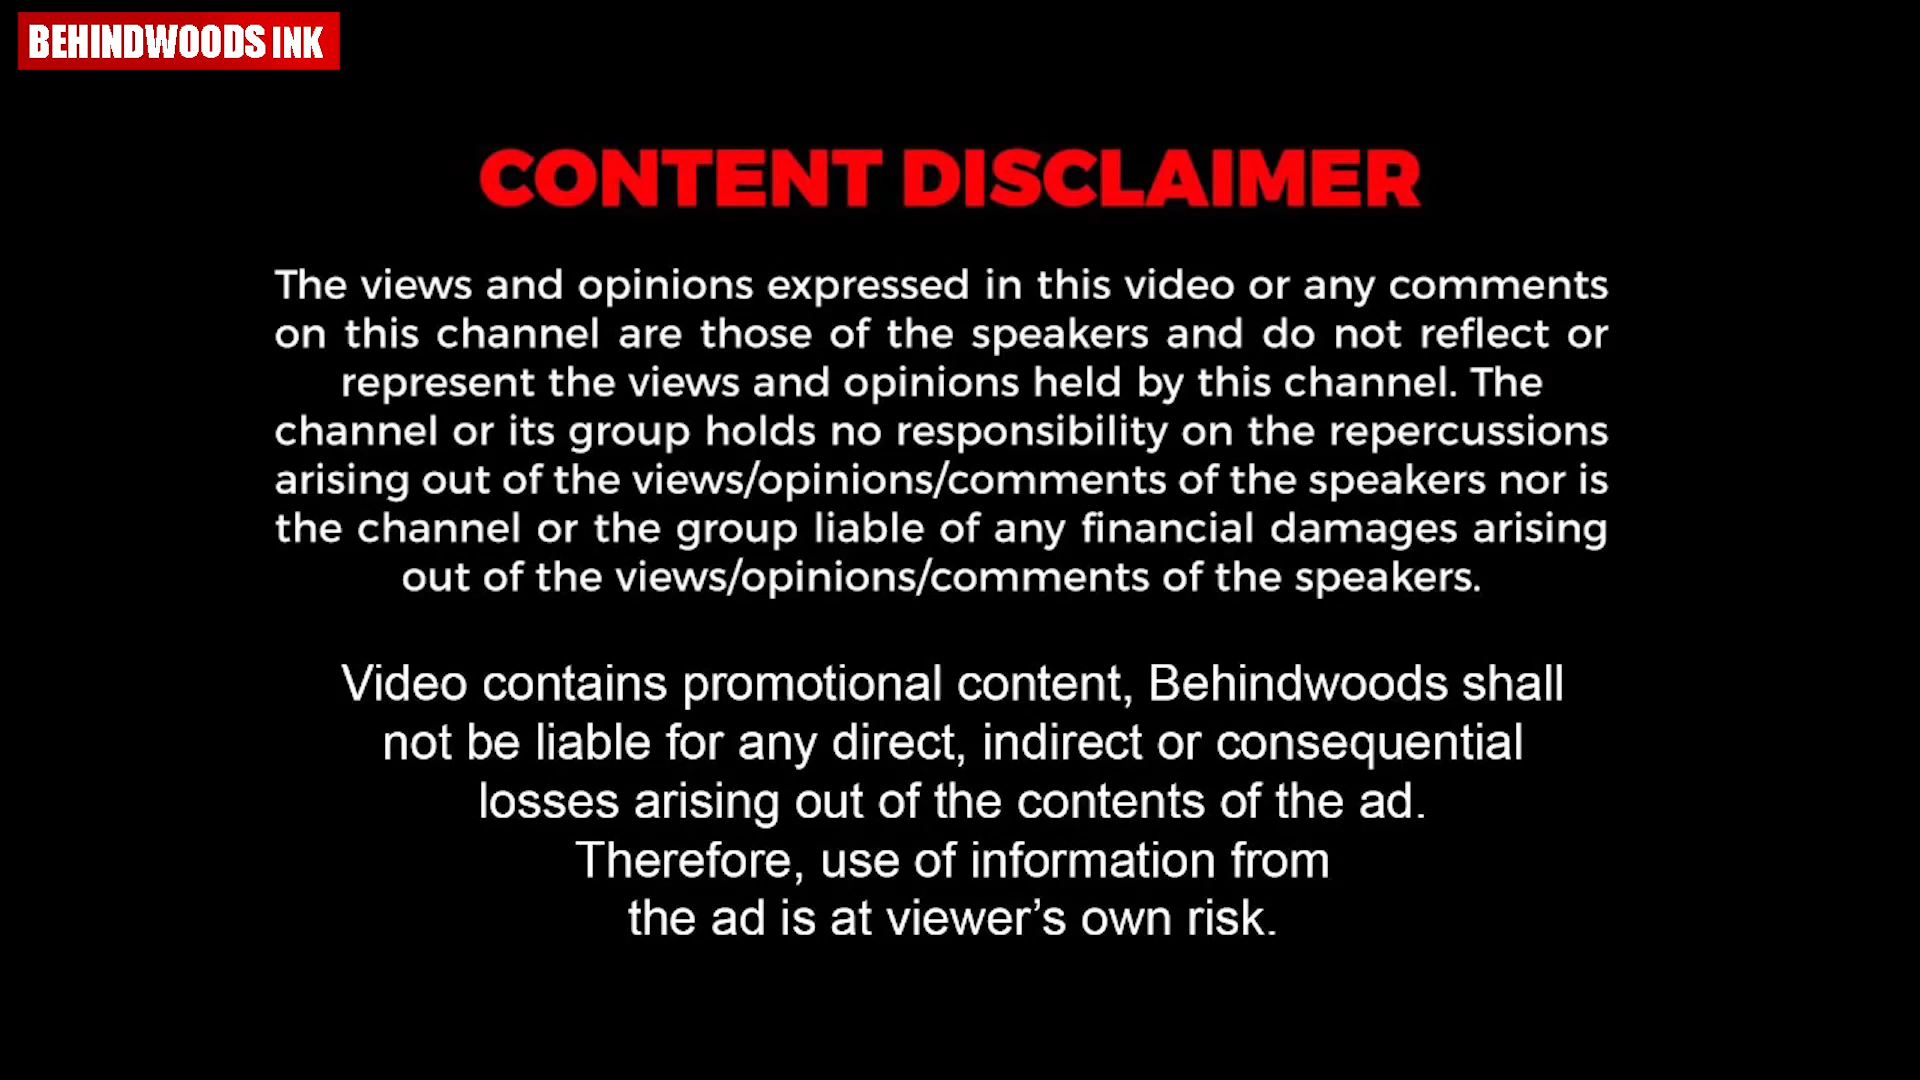 BEHINDWOODS INK
CONTENT DISCLAIMER
The views and opinions expressed in this video or any comments
on this channel are those of the speakers and do not reflect or
represent the views and opinions held by this channel. The
channel or its group holds no responsibility on the repercussions
arising out of the views/opinions/comments of the speakers nor is
the channel or the group liable of any financial damages arising
out of the views/opinions/comments of the speakers.
Video contains promotional content, Behindwoods shall
not be liable for any direct, indirect or consequential
losses arising out of the contents of the ad.
Therefore, use of information from
the ad is at viewer’s own risk.